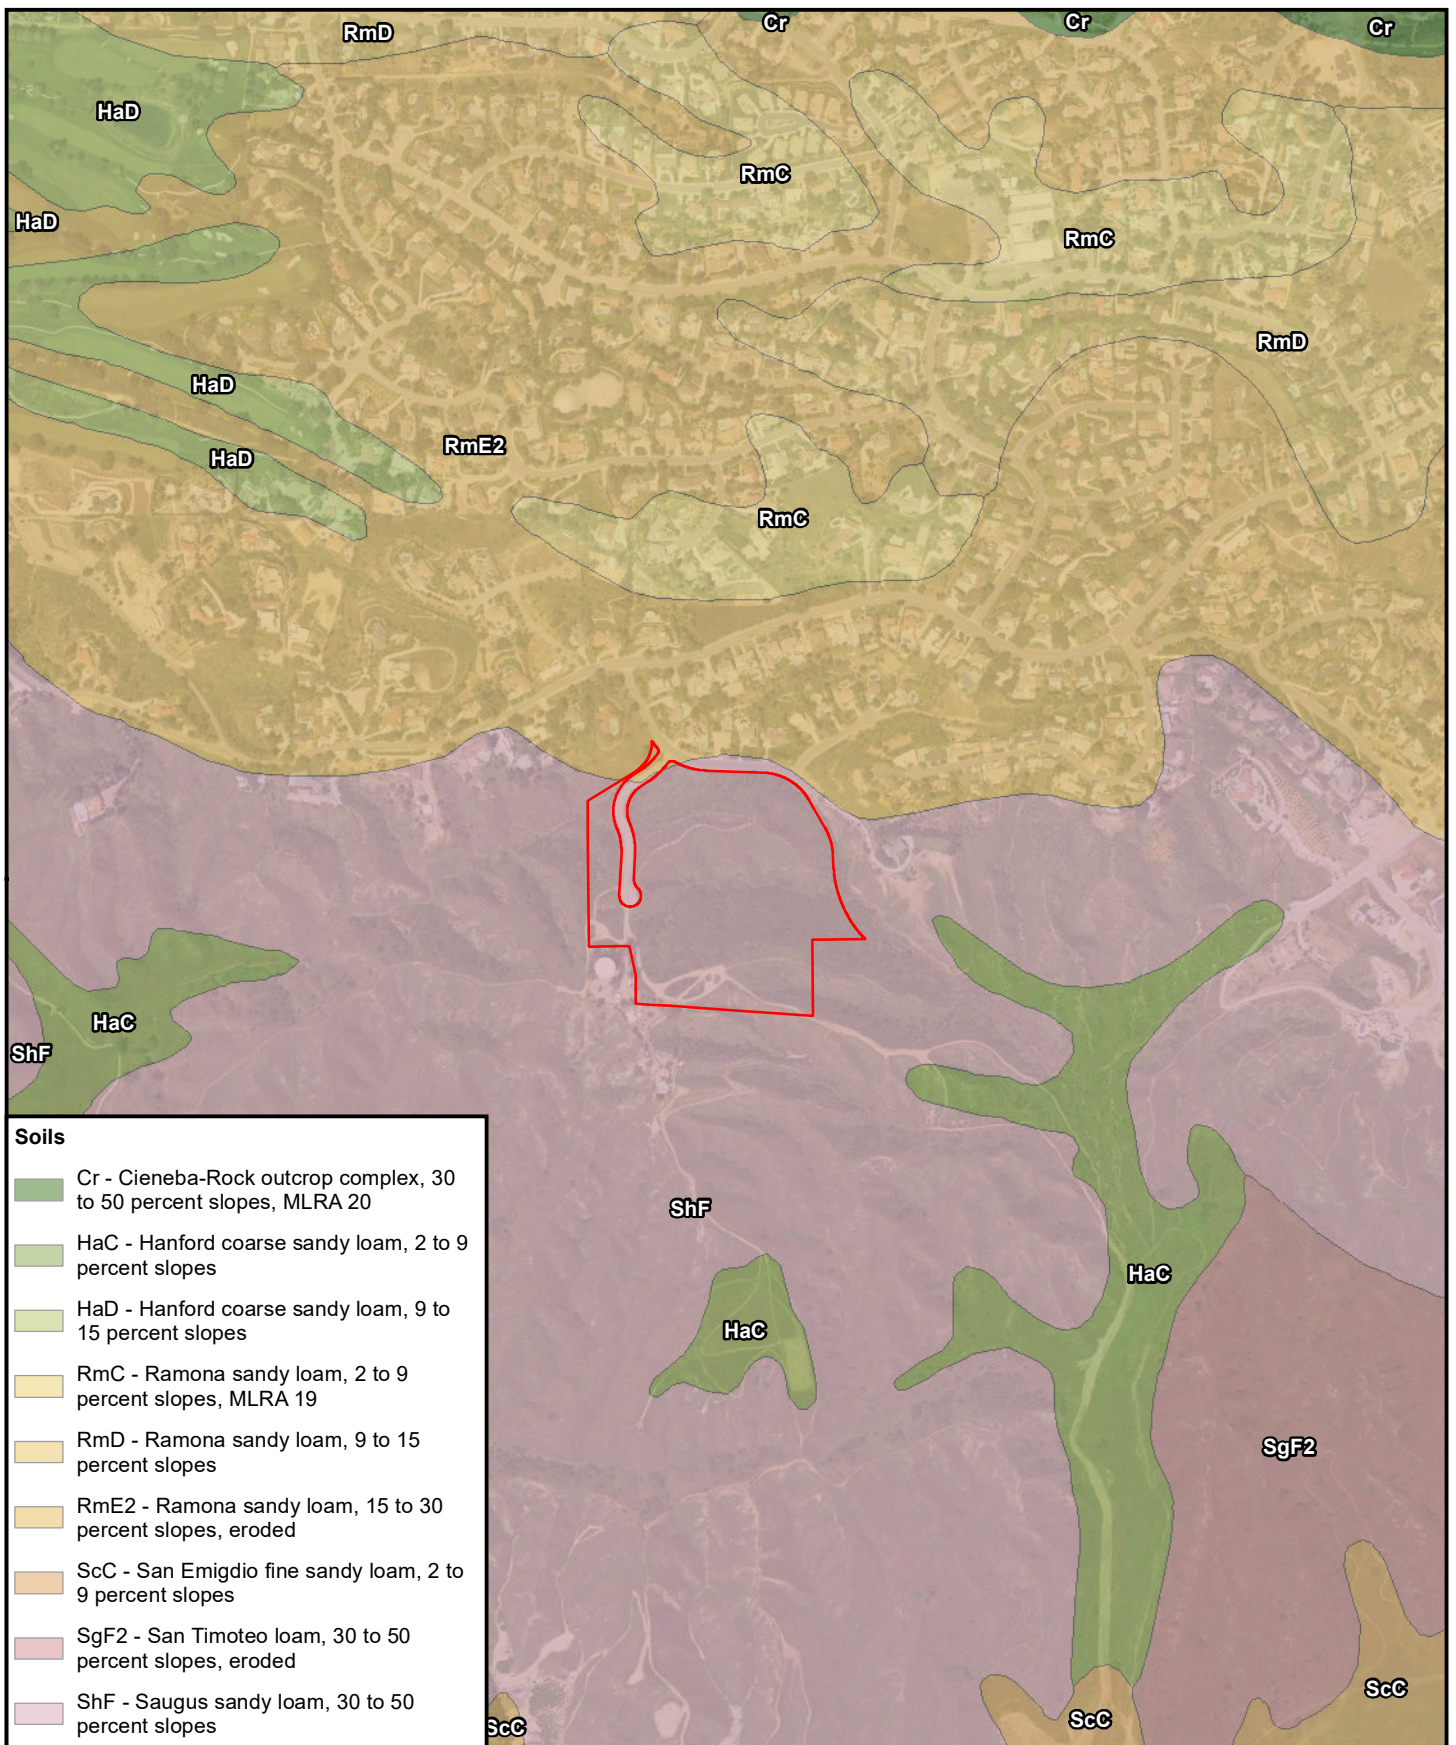 RmD
Cr
Cr
Cr
HaD
RmC
HaD
RmC
RmD
HaD
RmE2
HaD
RmC
HaC
ShF
ShF
HaC
HaC
SgF2
ScC
ScC
ScC
Soils
Cr - Cieneba-Rock outcrop complex, 30
to 50 percent slopes, MLRA 20
HaC - Hanford coarse sandy loam, 2 to 9
percent slopes
HaD - Hanford coarse sandy loam, 9 to
15 percent slopes
RmC - Ramona sandy loam, 2 to 9
percent slopes, MLRA 19
RmD - Ramona sandy loam, 9 to 15
percent slopes
RmE2 - Ramona sandy loam, 15 to 30
percent slopes, eroded
ScC - San Emigdio fine sandy loam, 2 to
9 percent slopes
SgF2 - San Timoteo loam, 30 to 50
percent slopes, eroded
ShF - Saugus sandy loam, 30 to 50
percent slopes